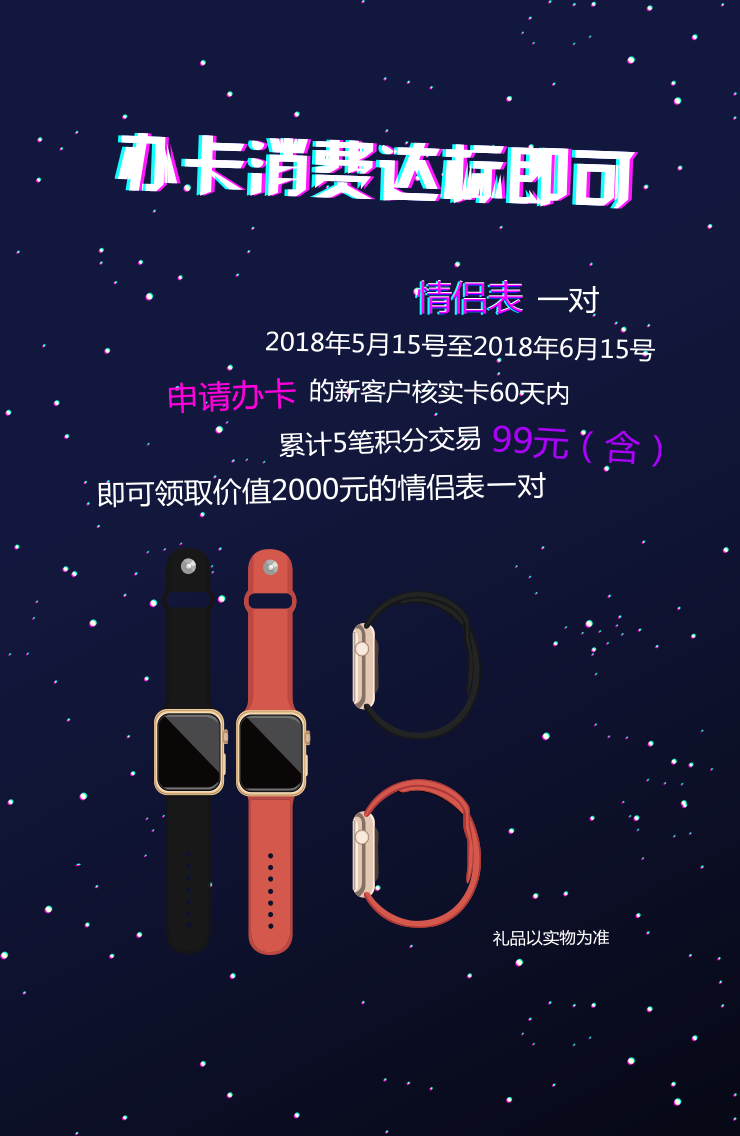 办卡消费达标即可
情侣表 一对
2018年5月15号至2018年6月15号
申请办卡 的新客户核实卡60天内
累计5笔积分交易 99元（含）
即可领取价值2000元的情侣表一对
礼品以实物为准